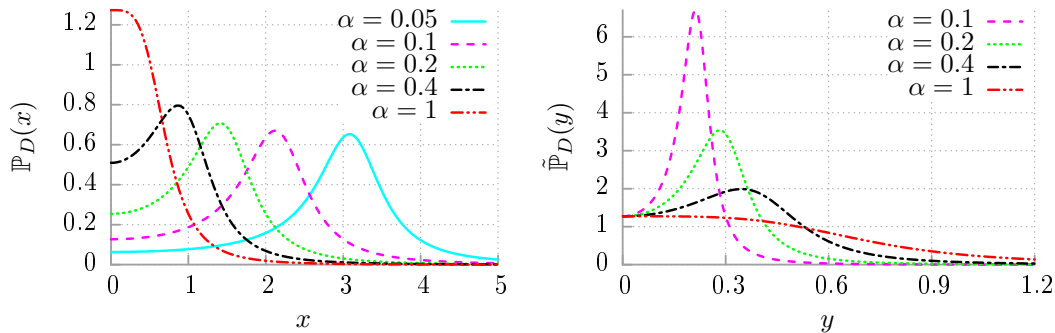 ℙ_D(x)
1.2
1
0.8
0.6
0.4
0.2
0
0 1 2 3 4 5
x
α = 0.05
α = 0.1
α = 0.2
α = 0.4
α = 1
ℙ̃_D(y)
6
5
4
3
2
1
0
0 0.3 0.6 0.9 1.2
y
α = 0.1
α = 0.2
α = 0.4
α = 1